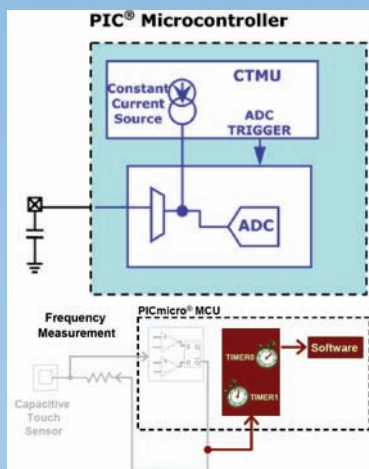 PIC® Microcontroller
CTMU
Constant
Current
Source
ADC
TRIGGER
ADC
Frequency
Measurement
PICmicro® MCU
TIMER0
Software
TIMER1
Capacitive
Touch
Sensor